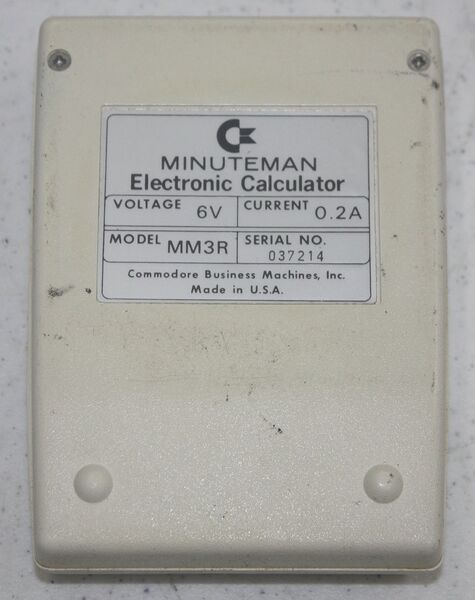 MINUTEMAN
Electronic Calculator
VOLTAGE 6V CURRENT 0.2A
MODEL MM3R SERIAL NO. 037214
Commodore Business Machines, Inc.
Made in U.S.A.